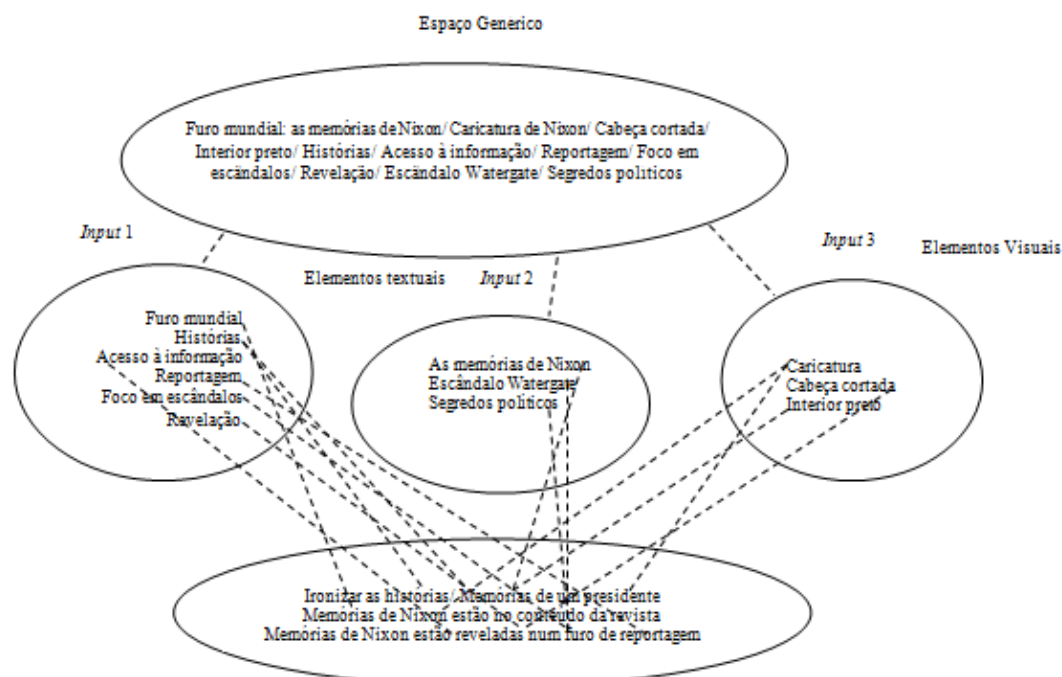 Espaço Generico
Furo mundial: as memórias de Nixon/ Caricatura de Nixon/ Cabeça cortada/
Interior preto/ Histórias/ Acesso à informação/ Reportagem/ Foco em
escândalos/ Revelação/ Escândalo Watergate/ Segredos políticos
Input 1
Elementos textuais
Input 2
Input 3
Elementos Visuais
Furo mundial
Histórias
Acesso à informação
Reportagem
Foco em escândalos
Revelação
As memórias de Nixon
Escândalo Watergate
Segredos políticos
Caricatura
Cabeça cortada
Interior preto
Ironizar as histórias/ Memórias de um presidente
Memórias de Nixon estão no conteúdo da revista
Memórias de Nixon estão reveladas num furo de reportagem